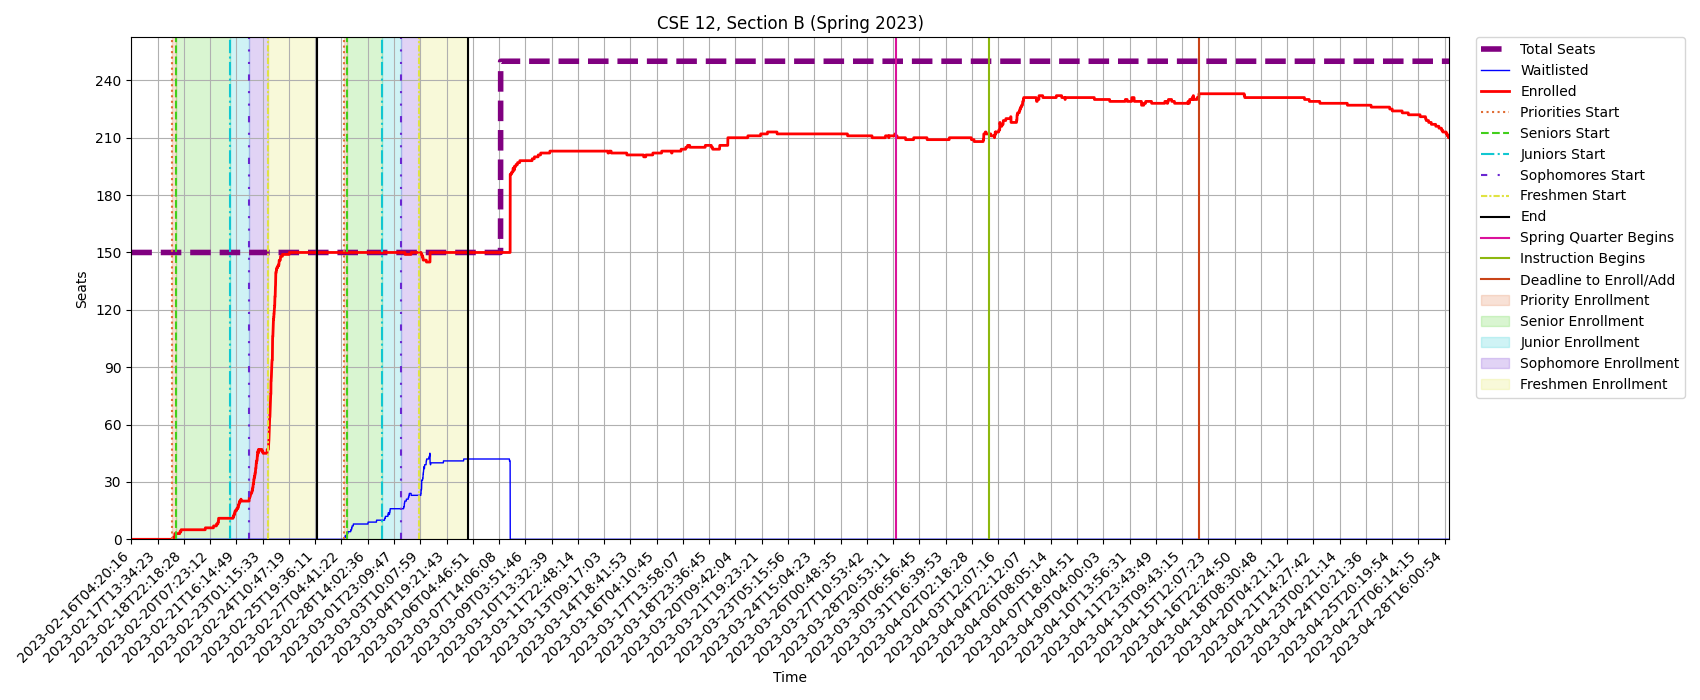 CSE 12, Section B (Spring 2023)
Seats
240
210
180
150
120
90
60
30
0
2023-02-16T04:20:16
2023-02-17T13:34:23
2023-02-18T22:18:28
2023-02-20T07:23:12
2023-02-21T16:14:49
2023-02-23T01:15:33
2023-02-24T10:47:19
2023-02-25T19:36:11
2023-02-27T04:41:22
2023-02-28T14:02:36
2023-03-01T23:09:47
2023-03-03T10:07:59
2023-03-04T19:21:43
2023-03-06T04:46:51
2023-03-07T14:06:08
2023-03-09T03:51:46
2023-03-10T13:32:39
2023-03-11T22:48:14
2023-03-13T09:17:03
2023-03-14T18:41:53
2023-03-16T04:10:45
2023-03-17T13:58:07
2023-03-18T23:36:45
2023-03-20T09:42:04
2023-03-21T19:23:21
2023-03-23T05:15:56
2023-03-24T15:04:23
2023-03-26T00:48:35
2023-03-27T10:53:42
2023-03-28T20:53:11
2023-03-30T06:56:45
2023-03-31T16:39:53
2023-04-02T02:18:28
2023-04-03T12:07:16
2023-04-04T22:12:07
2023-04-06T08:05:14
2023-04-07T18:04:51
2023-04-09T04:00:03
2023-04-10T13:56:31
2023-04-11T23:43:49
2023-04-13T09:43:15
2023-04-15T12:07:23
2023-04-16T22:24:50
2023-04-18T08:30:48
2023-04-20T04:21:12
2023-04-21T14:27:42
2023-04-23T00:21:14
2023-04-24T10:21:36
2023-04-25T20:19:54
2023-04-27T06:14:15
2023-04-28T16:00:54
Time
Total Seats
Waitlisted
Enrolled
Priorities Start
Seniors Start
Juniors Start
Sophomores Start
Freshmen Start
End
Spring Quarter Begins
Instruction Begins
Deadline to Enroll/Add
Priority Enrollment
Senior Enrollment
Junior Enrollment
Sophomore Enrollment
Freshmen Enrollment